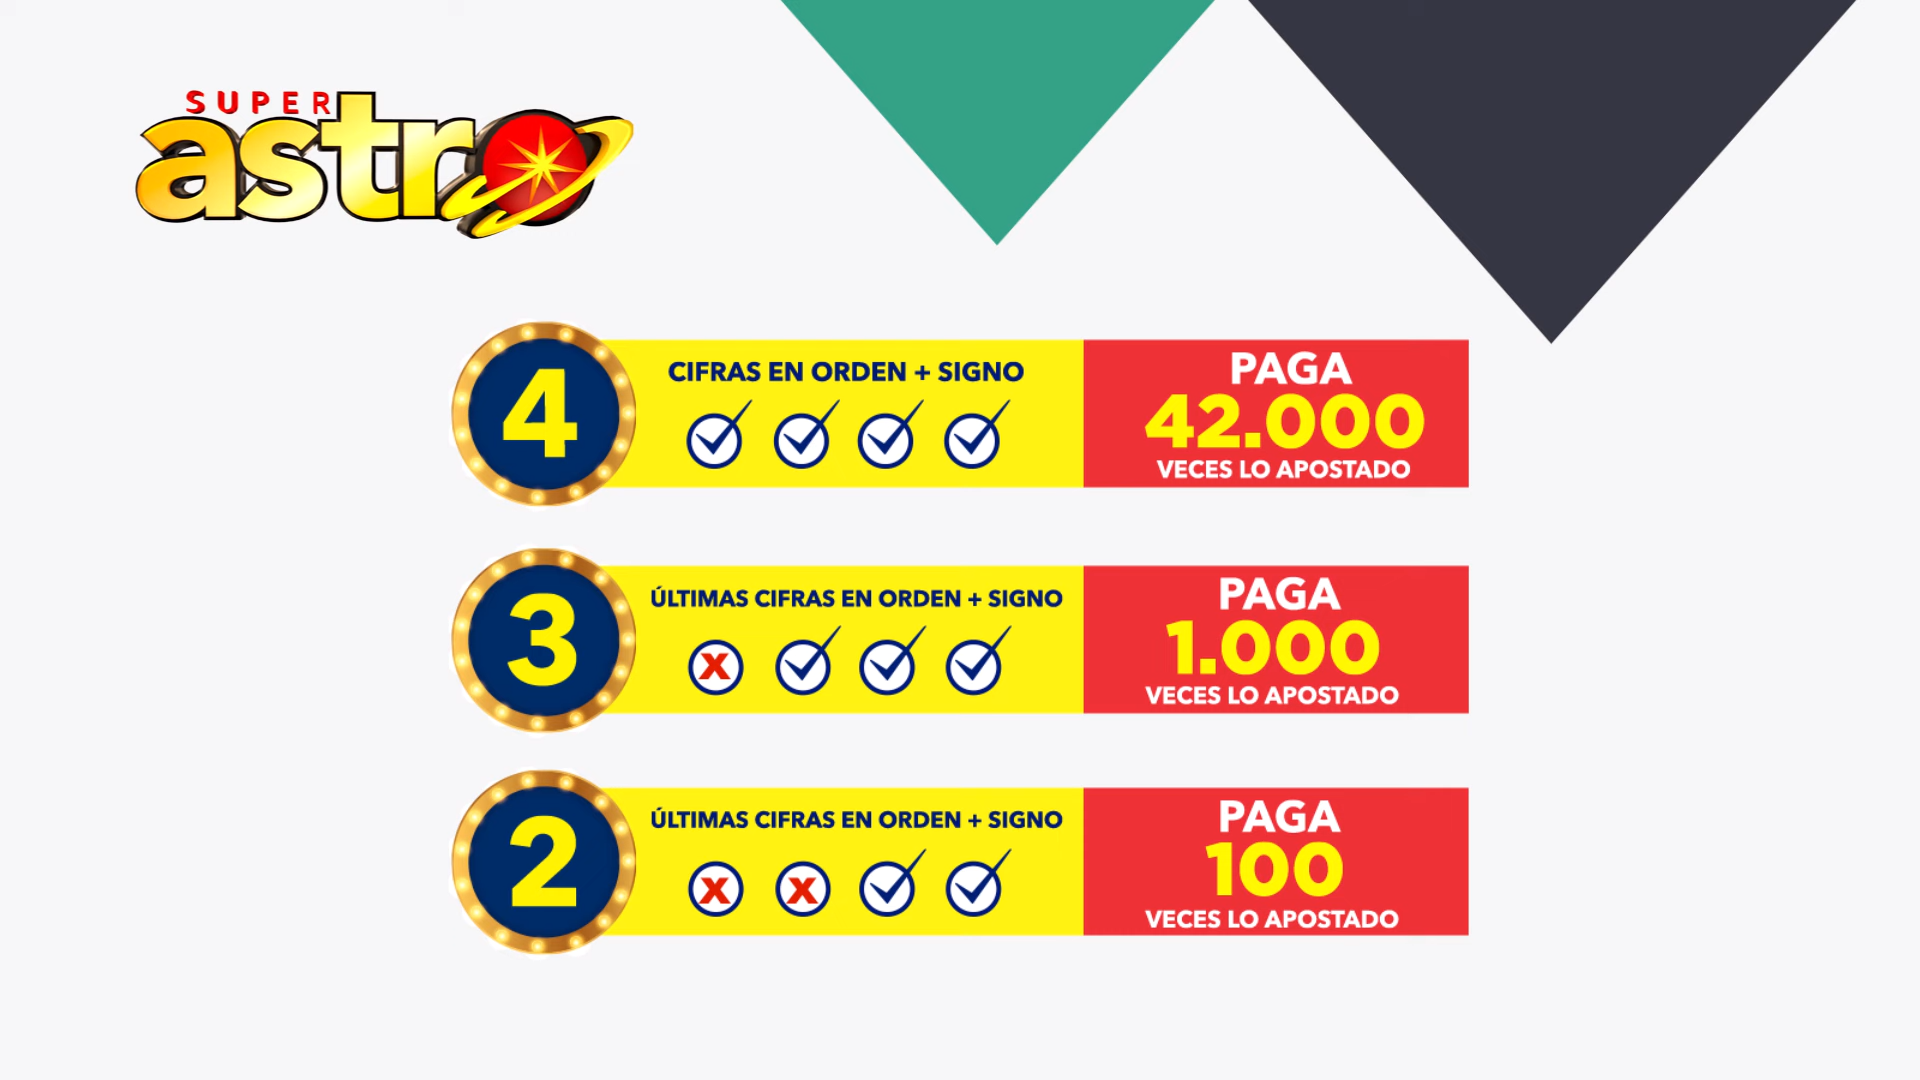 SUPER
astro
4
CIFRAS EN ORDEN + SIGNO
PAGA
42.000
VECES LO APOSTADO
3
ÚLTIMAS CIFRAS EN ORDEN + SIGNO
X
PAGA
1.000
VECES LO APOSTADO
2
ÚLTIMAS CIFRAS EN ORDEN + SIGNO
X X
PAGA
100
VECES LO APOSTADO